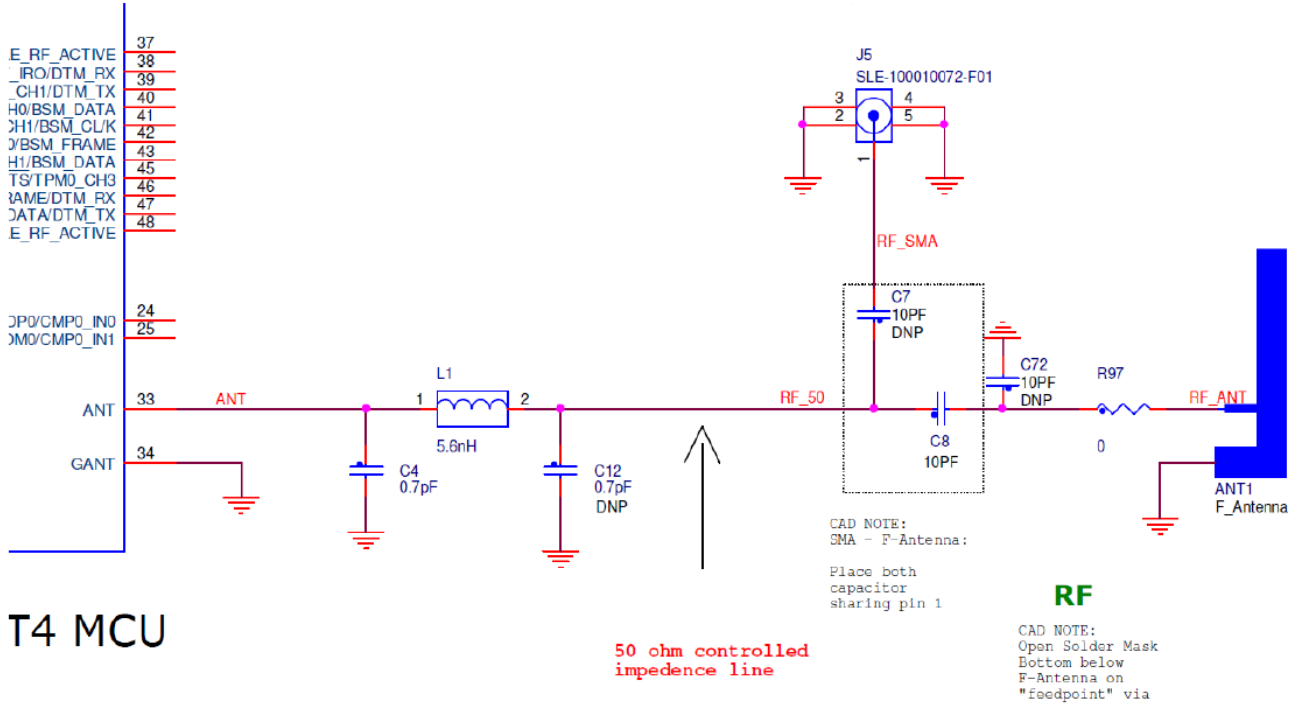 37
E_RF_ACTIVE
38
_IRO/DTM_RX
39
_CH1/DTM_TX
40
H0/BSM_DATA
41
CH1/BSM_CL/K
42
0/BSM_FRAME
43
H1/BSM_DATA
45
TS/TPM0_CH3
46
RAME/DTM_RX
47
DATA/DTM_TX
48
E_RF_ACTIVE
24
DP0/CMP0_IN0
25
DM0/CMP0_IN1
ANT 33 ANT
GANT 34
T4 MCU
C4
0.7pF
L1
1 2
5.6nH
C12
0.7pF
DNP
50 ohm controlled
impedence line
RF_50
J5
SLE-100010072-F01
3 4
2 5
1
RF_SMA
C7
10PF
DNP
C8
10PF
C72
10PF
DNP
R97
0
RF_ANT
ANT1
F_Antenna
CAD NOTE:
SMA - F-Antenna:
Place both
capacitor
sharing pin 1
RF
CAD NOTE:
Open Solder Mask
Bottom below
F-Antenna on
"feedpoint" via